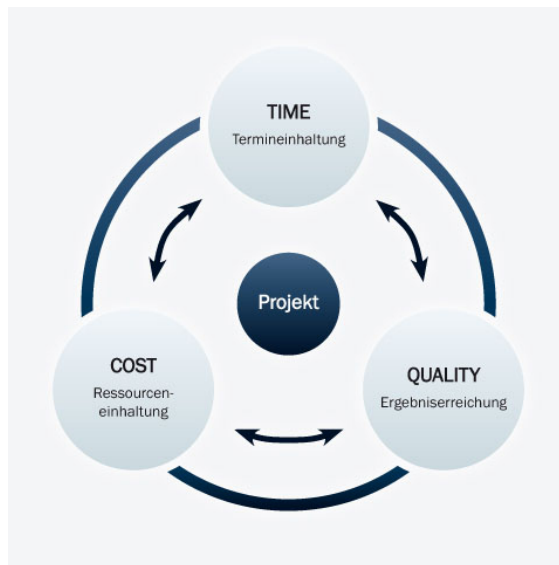 TIME
Termineinhaltung
Projekt
COST
Ressourcen-
einhaltung
QUALITY
Ergebniserreichung